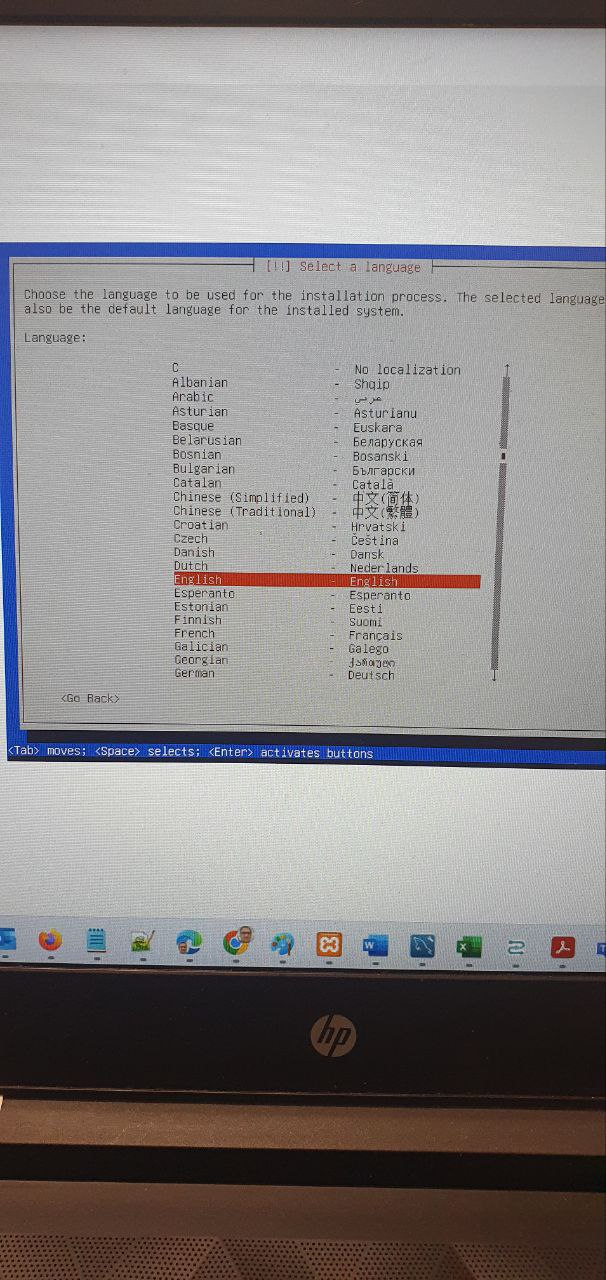 [!!] Select a language
Choose the language to be used for the installation process. The selected language
also be the default language for the installed system.
Language:
C - No localization
Albanian - Shqip
Arabic - عربي
Asturian - Asturianu
Basque - Euskara
Belarusian - Беларуская
Bosnian - Bosanski
Bulgarian - Български
Catalan - Català
Chinese (Simplified) - 中文(简体)
Chinese (Traditional) - 中文(繁體)
Croatian - Hrvatski
Czech - Čeština
Danish - Dansk
Dutch - Nederlands
English - English
Esperanto - Esperanto
Estonian - Eesti
Finnish - Suomi
French - Français
Galician - Galego
Georgian - ქართული
German - Deutsch
<Go Back>
<Tab> moves; <Space> selects; <Enter> activates buttons
W
X
hp